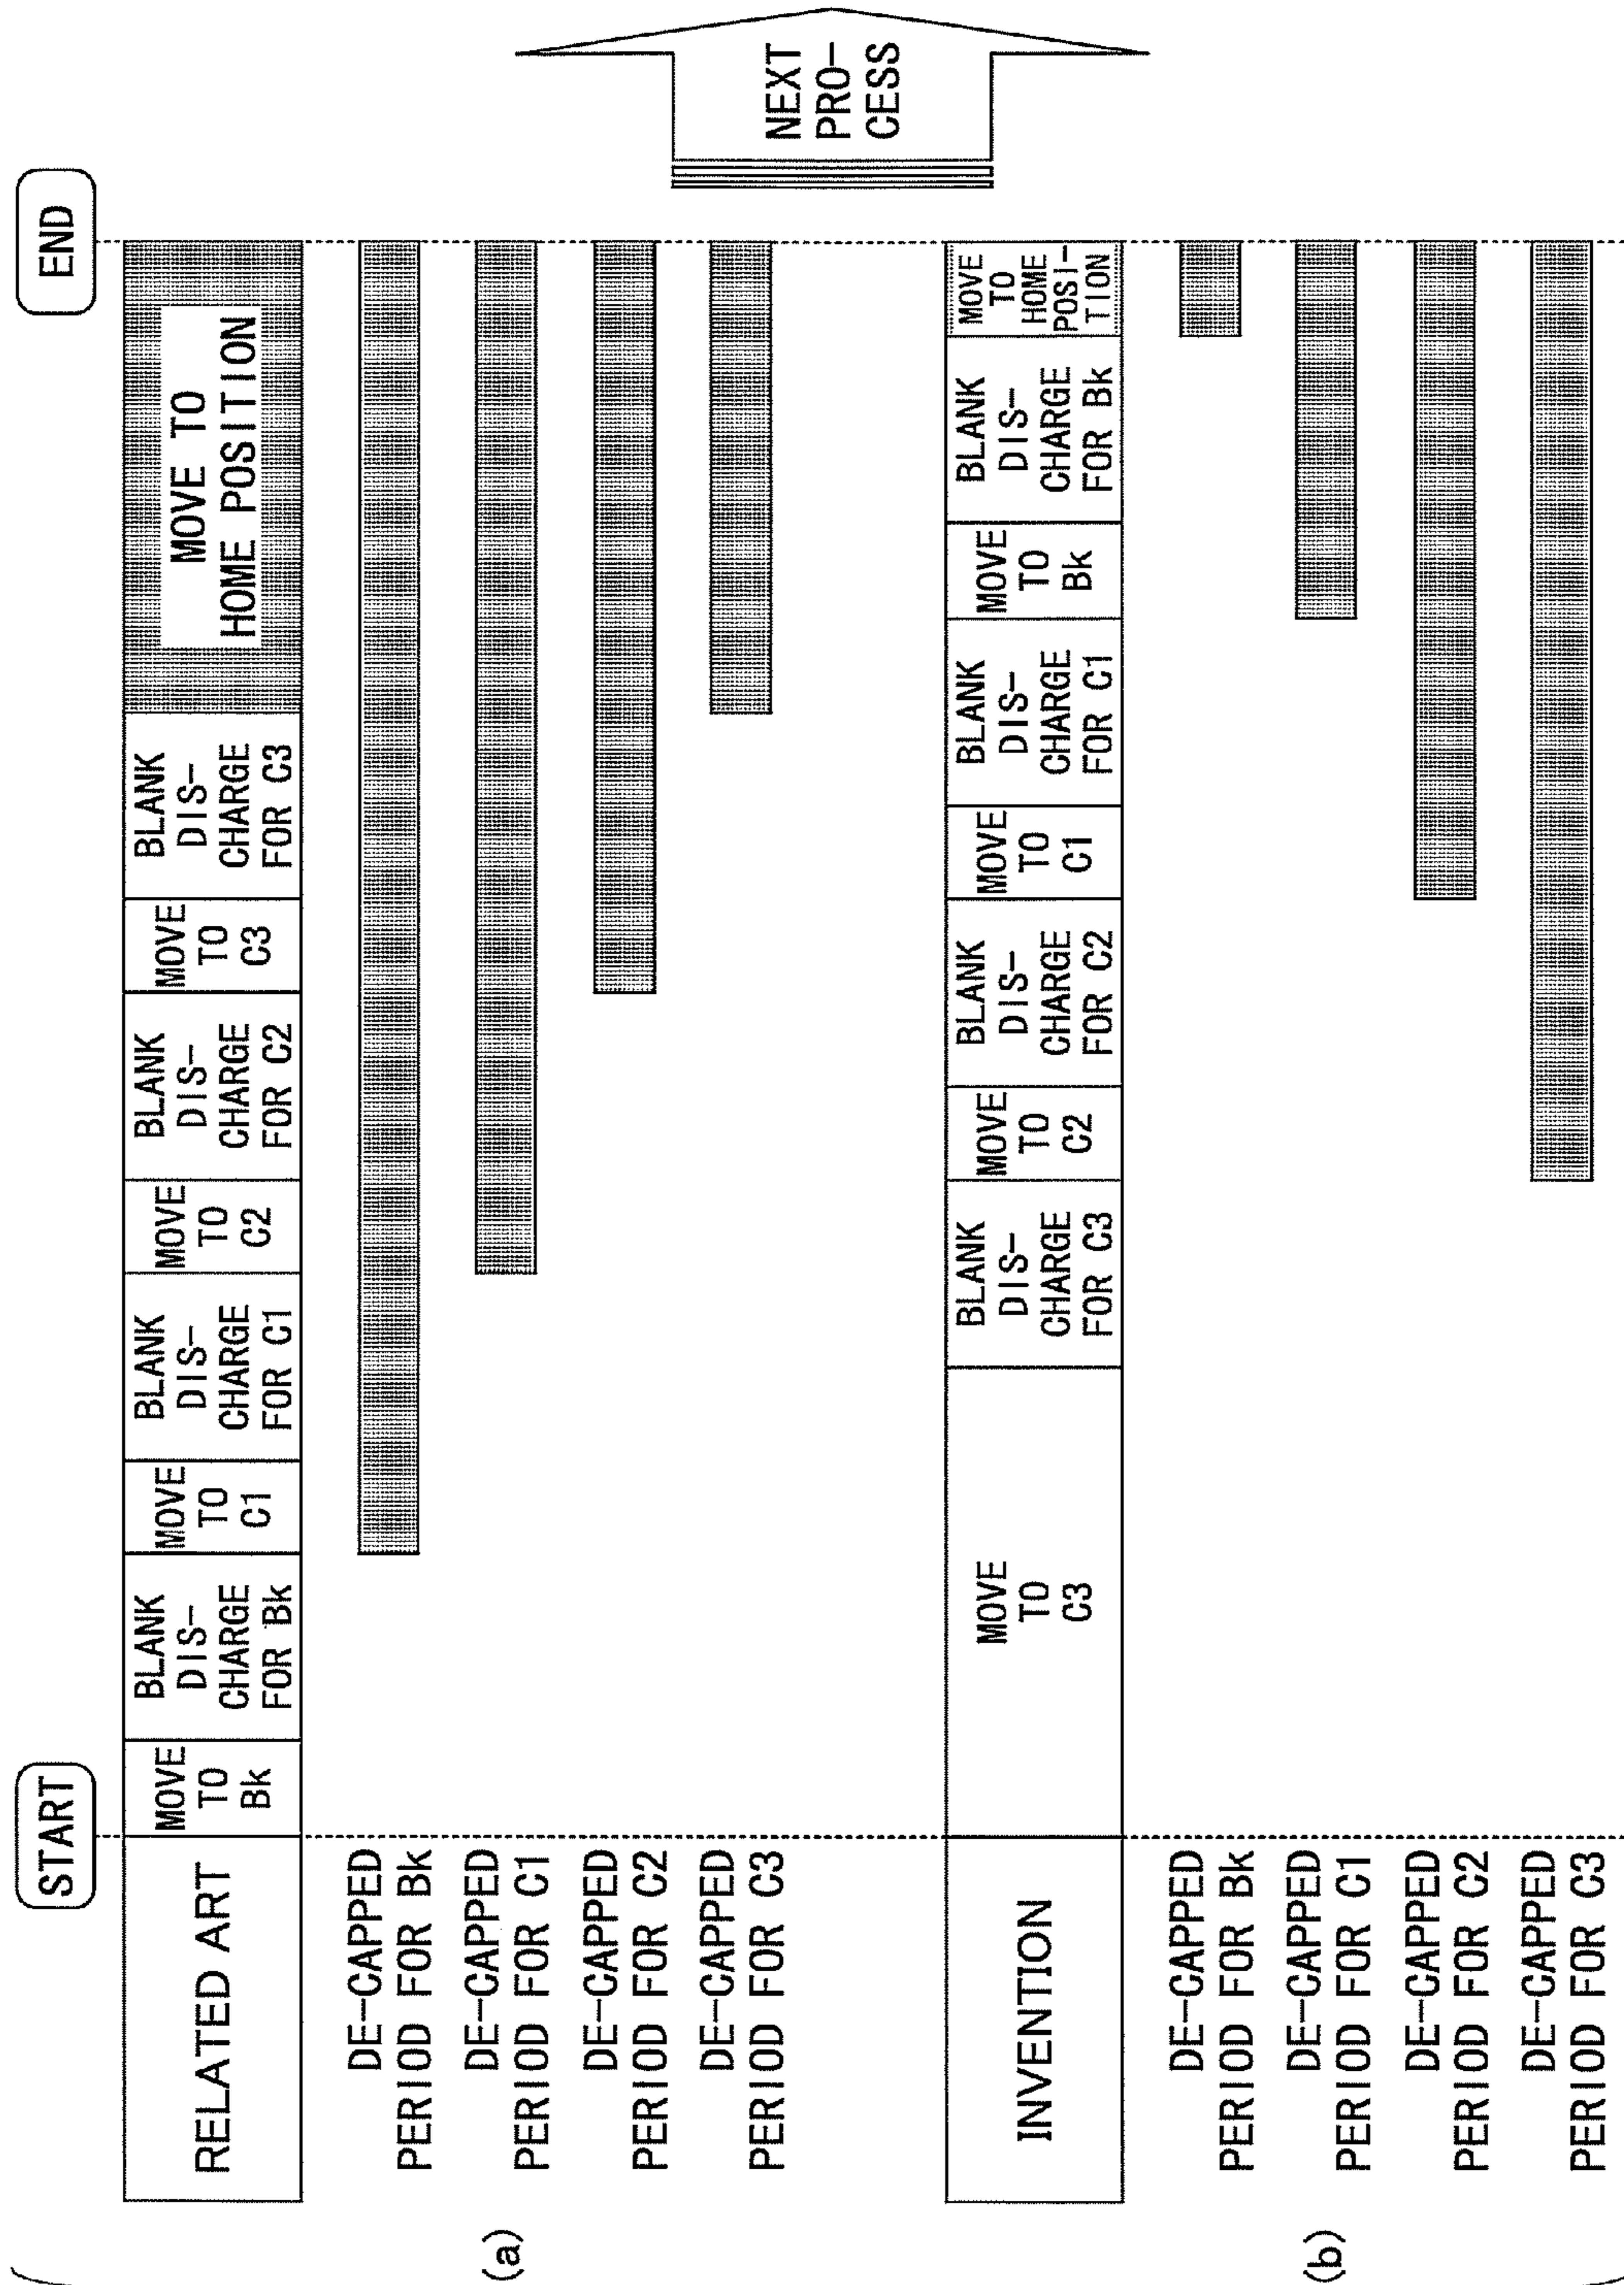 START
END
RELATED ART
MOVE
TO
Bk
BLANK
DIS-
CHARGE
FOR Bk
MOVE
TO
C1
BLANK
DIS-
CHARGE
FOR C1
MOVE
TO
C2
BLANK
DIS-
CHARGE
FOR C2
MOVE
TO
C3
BLANK
DIS-
CHARGE
FOR C3
MOVE TO
HOME POSITION
(a)
DE-CAPPED
PERIOD FOR Bk
DE-CAPPED
PERIOD FOR C1
DE-CAPPED
PERIOD FOR C2
DE-CAPPED
PERIOD FOR C3
NEXT
PRO-
CESS
INVENTION
MOVE
TO
C3
BLANK
DIS-
CHARGE
FOR C3
MOVE
TO
C2
BLANK
DIS-
CHARGE
FOR C2
MOVE
TO
C1
BLANK
DIS-
CHARGE
FOR C1
MOVE
TO
Bk
BLANK
DIS-
CHARGE
FOR Bk
MOVE
TO
HOME
POSI-
TION
(b)
DE-CAPPED
PERIOD FOR Bk
DE-CAPPED
PERIOD FOR C1
DE-CAPPED
PERIOD FOR C2
DE-CAPPED
PERIOD FOR C3